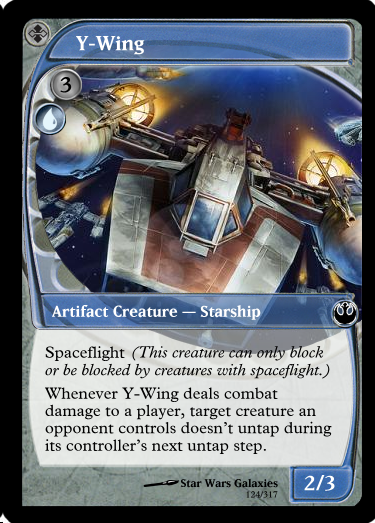 Y-Wing
3
Artifact Creature — Starship
Spaceflight (This creature can only block
or be blocked by creatures with spaceflight.)
Whenever Y-Wing deals combat
damage to a player, target creature an
opponent controls doesn't untap during
its controller's next untap step.
Star Wars Galaxies
124/317
2/3